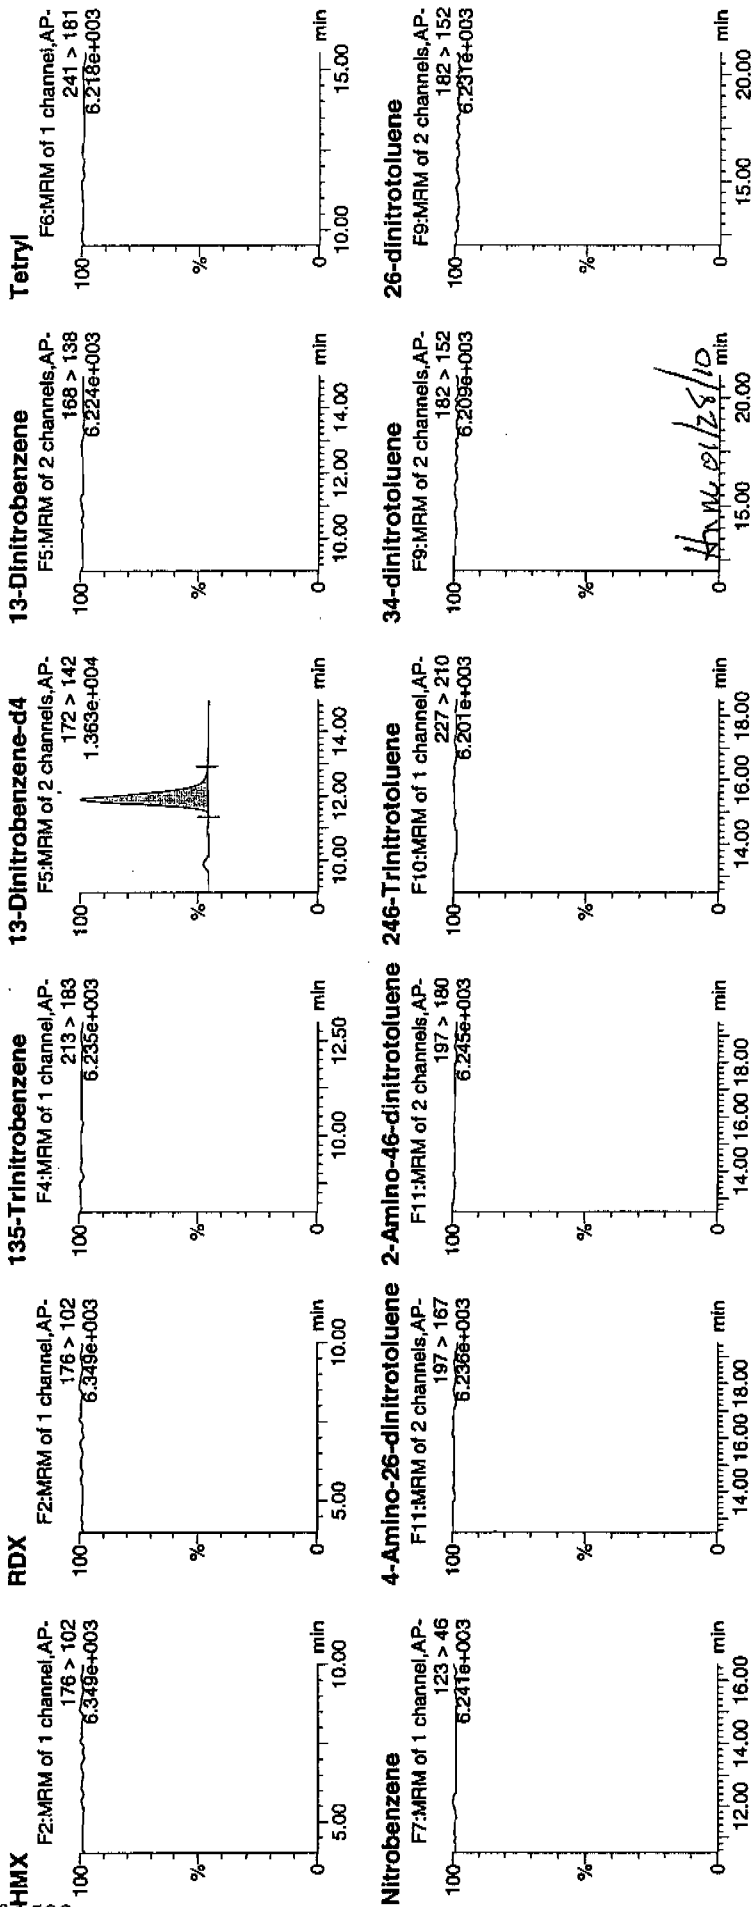 HMX
F2:MRM of 1 channel,AP-
176 > 102
6.349e+003
100
%
0
5.00
10.00
min
RDX
F2:MRM of 1 channel,AP-
176 > 102
6.349e+003
100
%
0
5.00
10.00
min
135-Trinitrobenzene
F4:MRM of 1 channel,AP-
213 > 183
6.235e+003
100
%
0
10.00
12.50
min
13-Dinitrobenzene-d4
F5:MRM of 2 channels,AP-
172 > 142
1.363e+004
100
%
0
10.00
12.00
14.00
min
13-Dinitrobenzene
F5:MRM of 2 channels,AP-
168 > 138
6.224e+003
100
%
0
10.00
12.00
14.00
min
Tetryl
F6:MRM of 1 channel,AP-
241 > 181
6.218e+003
100
%
0
10.00
15.00
min
Nitrobenzene
F7:MRM of 1 channel,AP-
123 > 46
6.241e+003
100
%
0
12.00
14.00
16.00
min
4-Amino-26-dinitrotoluene
F11:MRM of 2 channels,AP-
197 > 167
6.236e+003
100
%
0
14.00
16.00
18.00
min
2-Amino-46-dinitrotoluene
F11:MRM of 2 channels,AP-
197 > 180
6.245e+003
100
%
0
14.00
16.00
18.00
min
246-Trinitrotoluene
F10:MRM of 1 channel,AP-
227 > 210
6.201e+003
100
%
0
14.00
16.00
18.00
min
34-dinitrotoluene
F9:MRM of 2 channels,AP-
182 > 152
6.209e+003
100
%
0
15.00
20.00
min
01/28/10
26-dinitrotoluene
F9:MRM of 2 channels,AP-
182 > 152
6.231e+003
100
%
0
15.00
20.00
min